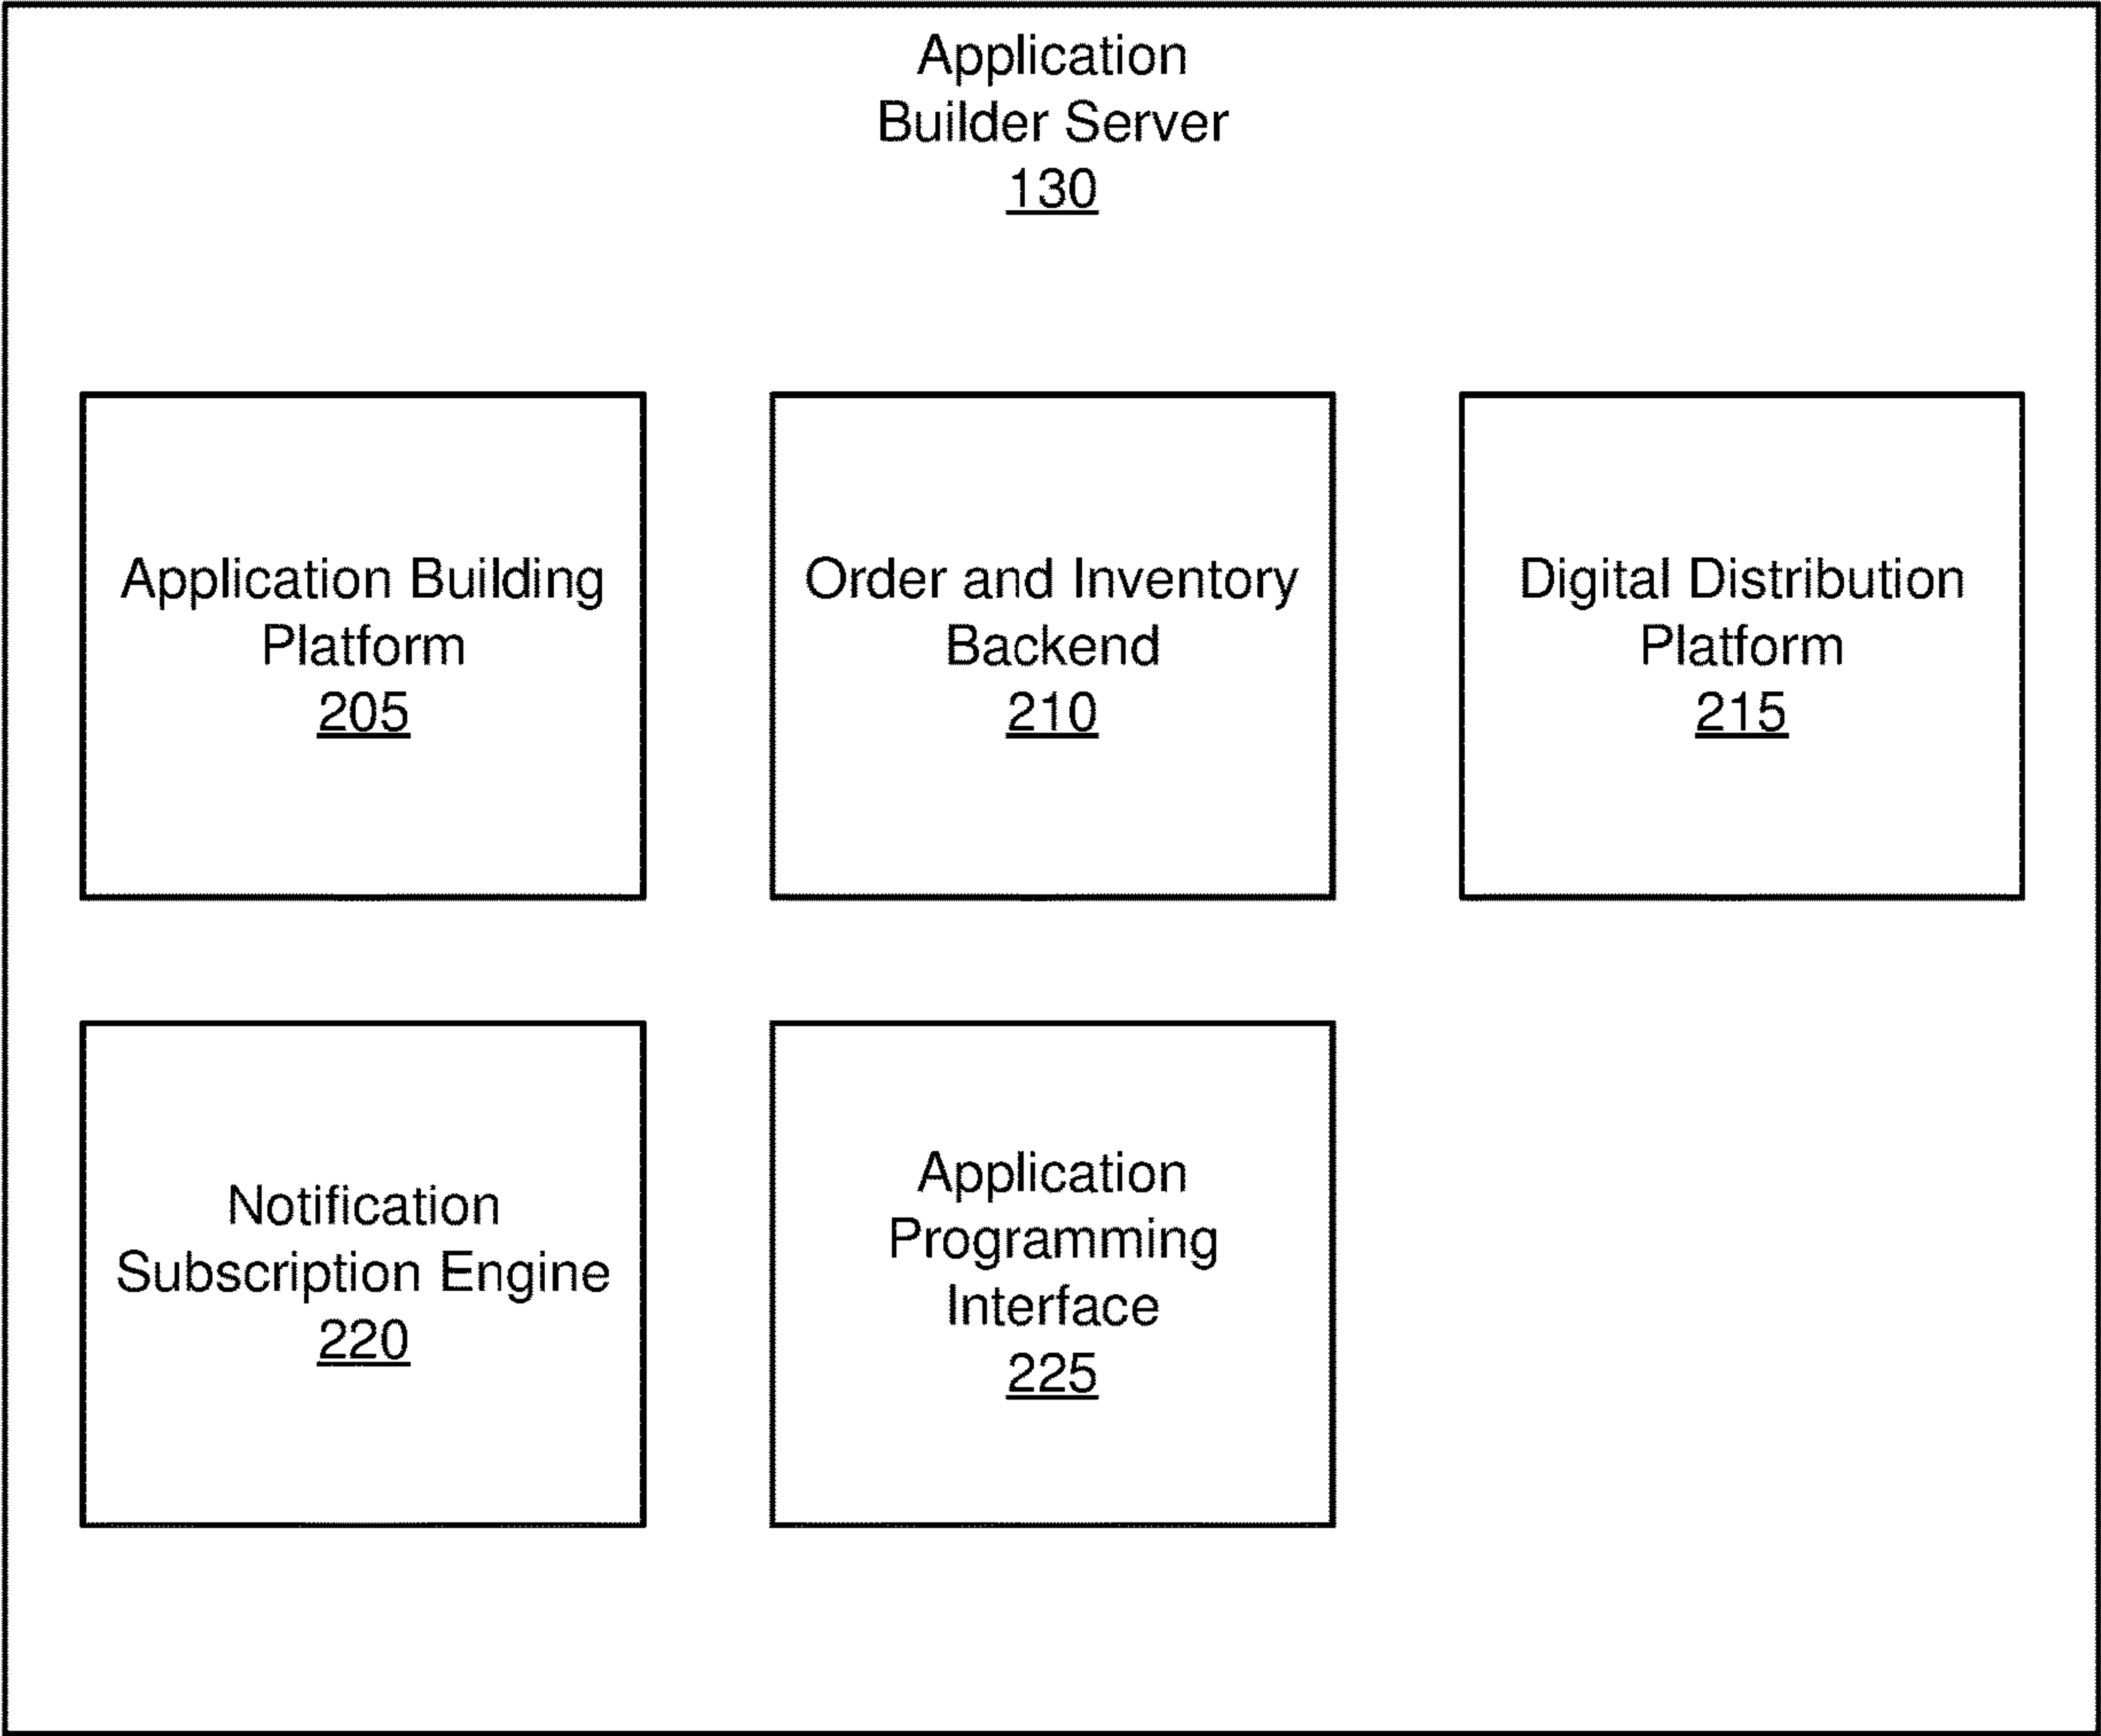 Application
Builder Server
130
Application Building
Platform
205
Order and Inventory
Backend
210
Digital Distribution
Platform
215
Notification
Subscription Engine
220
Application
Programming
Interface
225